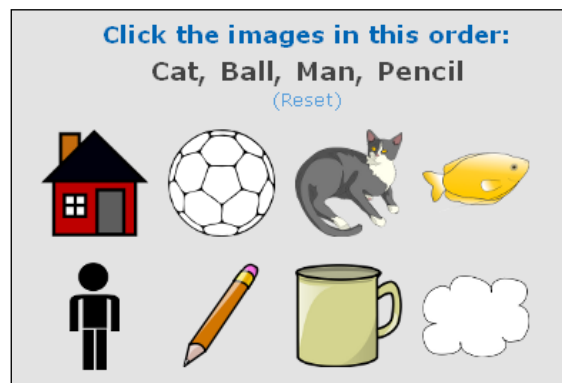 Click the images in this order:
Cat, Ball, Man, Pencil
(Reset)